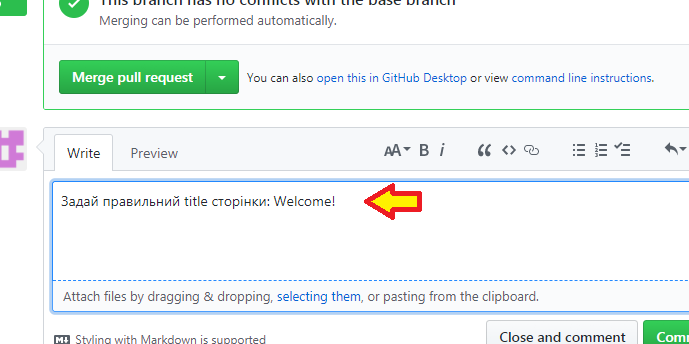 This branch has no conflicts with the base branch
Merging can be performed automatically.
Merge pull request
You can also open this in GitHub Desktop or view command line instructions.
Write Preview AA B i
Задай правильний title сторінки: Welcome!
Attach files by dragging & dropping, selecting them, or pasting from the clipboard.
Styling with Markdown is supported
Close and comment Comm